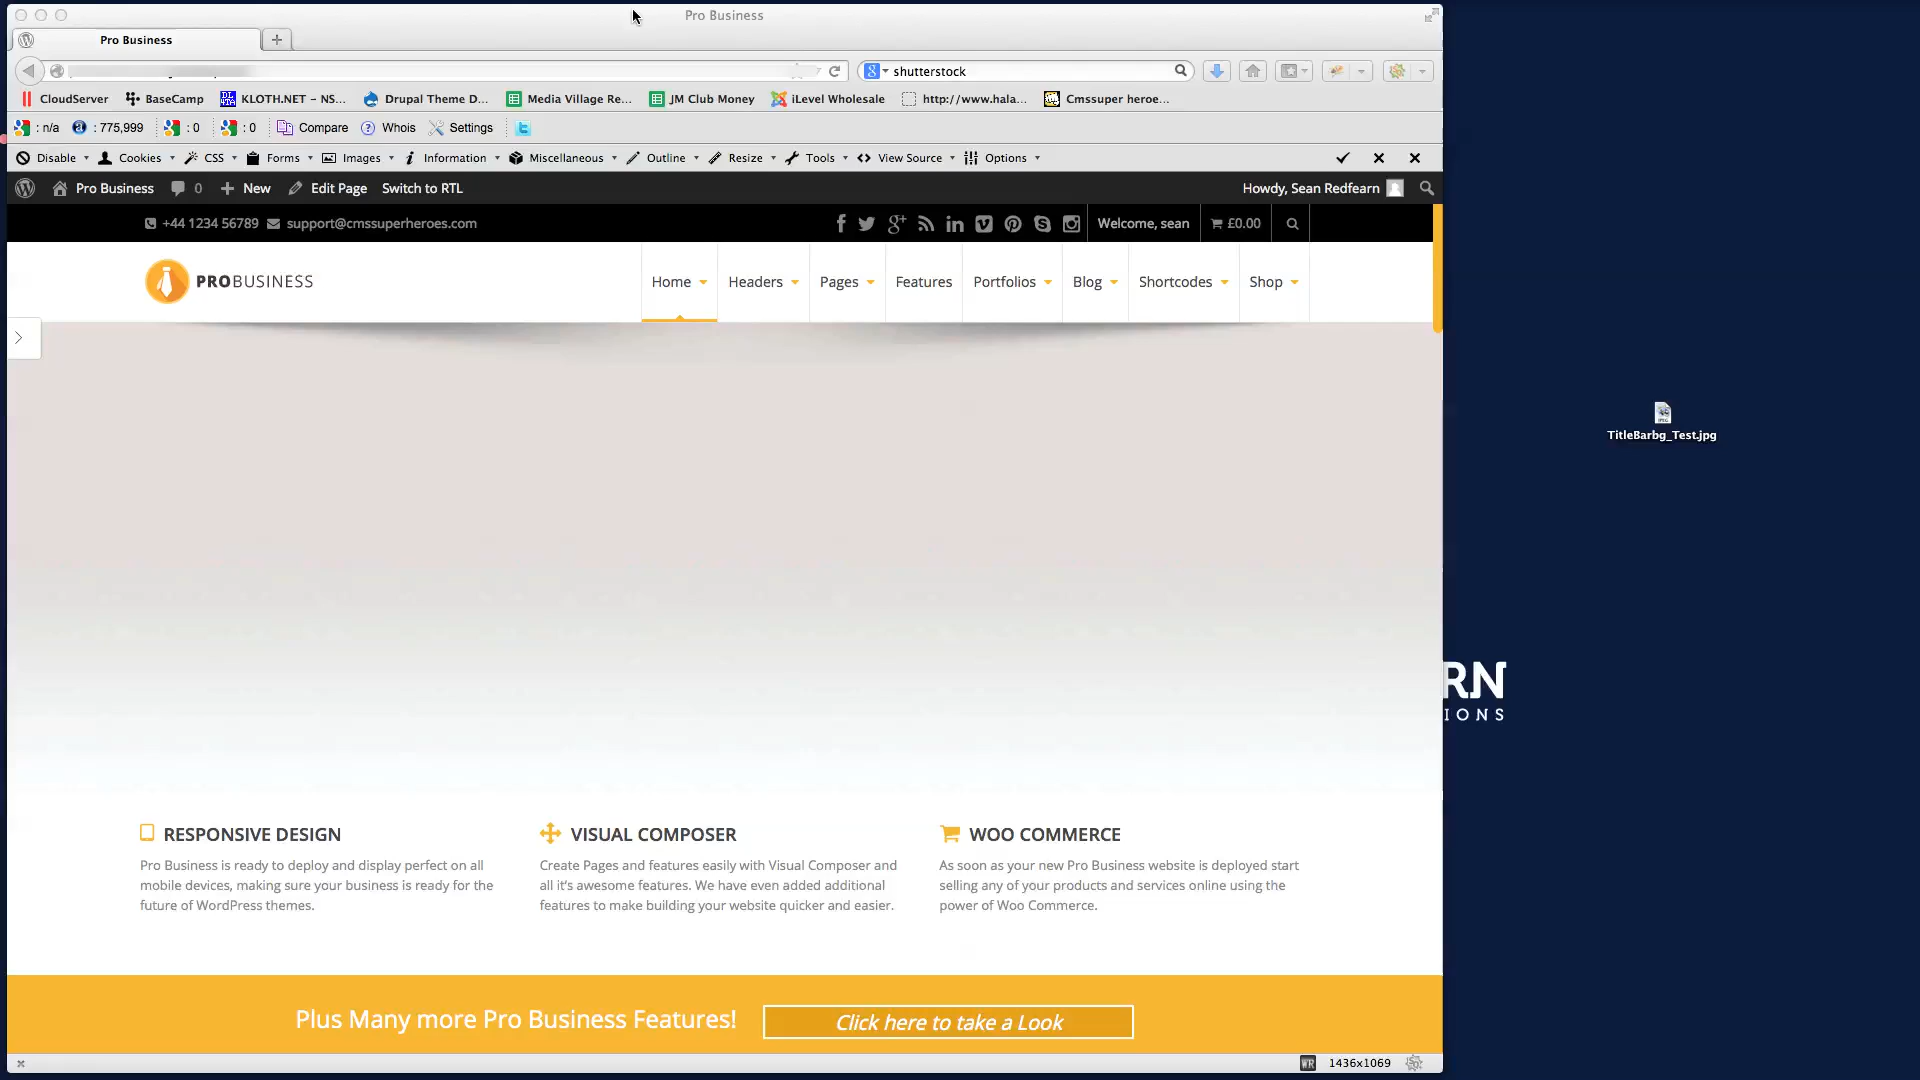 Pro Business
Pro Business
shutterstock
CloudServer BaseCamp KLOTH.NET – NS... Drupal Theme D... Media Village Re... JM Club Money iLevel Wholesale http://www.hala... Cmssuper heroe...
: n/a : 775,999 : 0 : 0 Compare Whois Settings
Disable Cookies CSS Forms Images Information Miscellaneous Outline Resize Tools View Source Options
Pro Business 0 New Edit Page Switch to RTL Howdy, Sean Redfearn
+44 1234 56789 support@cmssuperheroes.com Welcome, sean £0.00
PROBUSINESS Home Headers Pages Features Portfolios Blog Shortcodes Shop
TitleBarbg_Test.jpg
RN
IONS
RESPONSIVE DESIGN
Pro Business is ready to deploy and display perfect on all
mobile devices, making sure your business is ready for the
future of WordPress themes.
VISUAL COMPOSER
Create Pages and features easily with Visual Composer and
all it's awesome features. We have even added additional
features to make building your website quicker and easier.
WOO COMMERCE
As soon as your new Pro Business website is deployed start
selling any of your products and services online using the
power of Woo Commerce.
Plus Many more Pro Business Features! Click here to take a Look
1436x1069